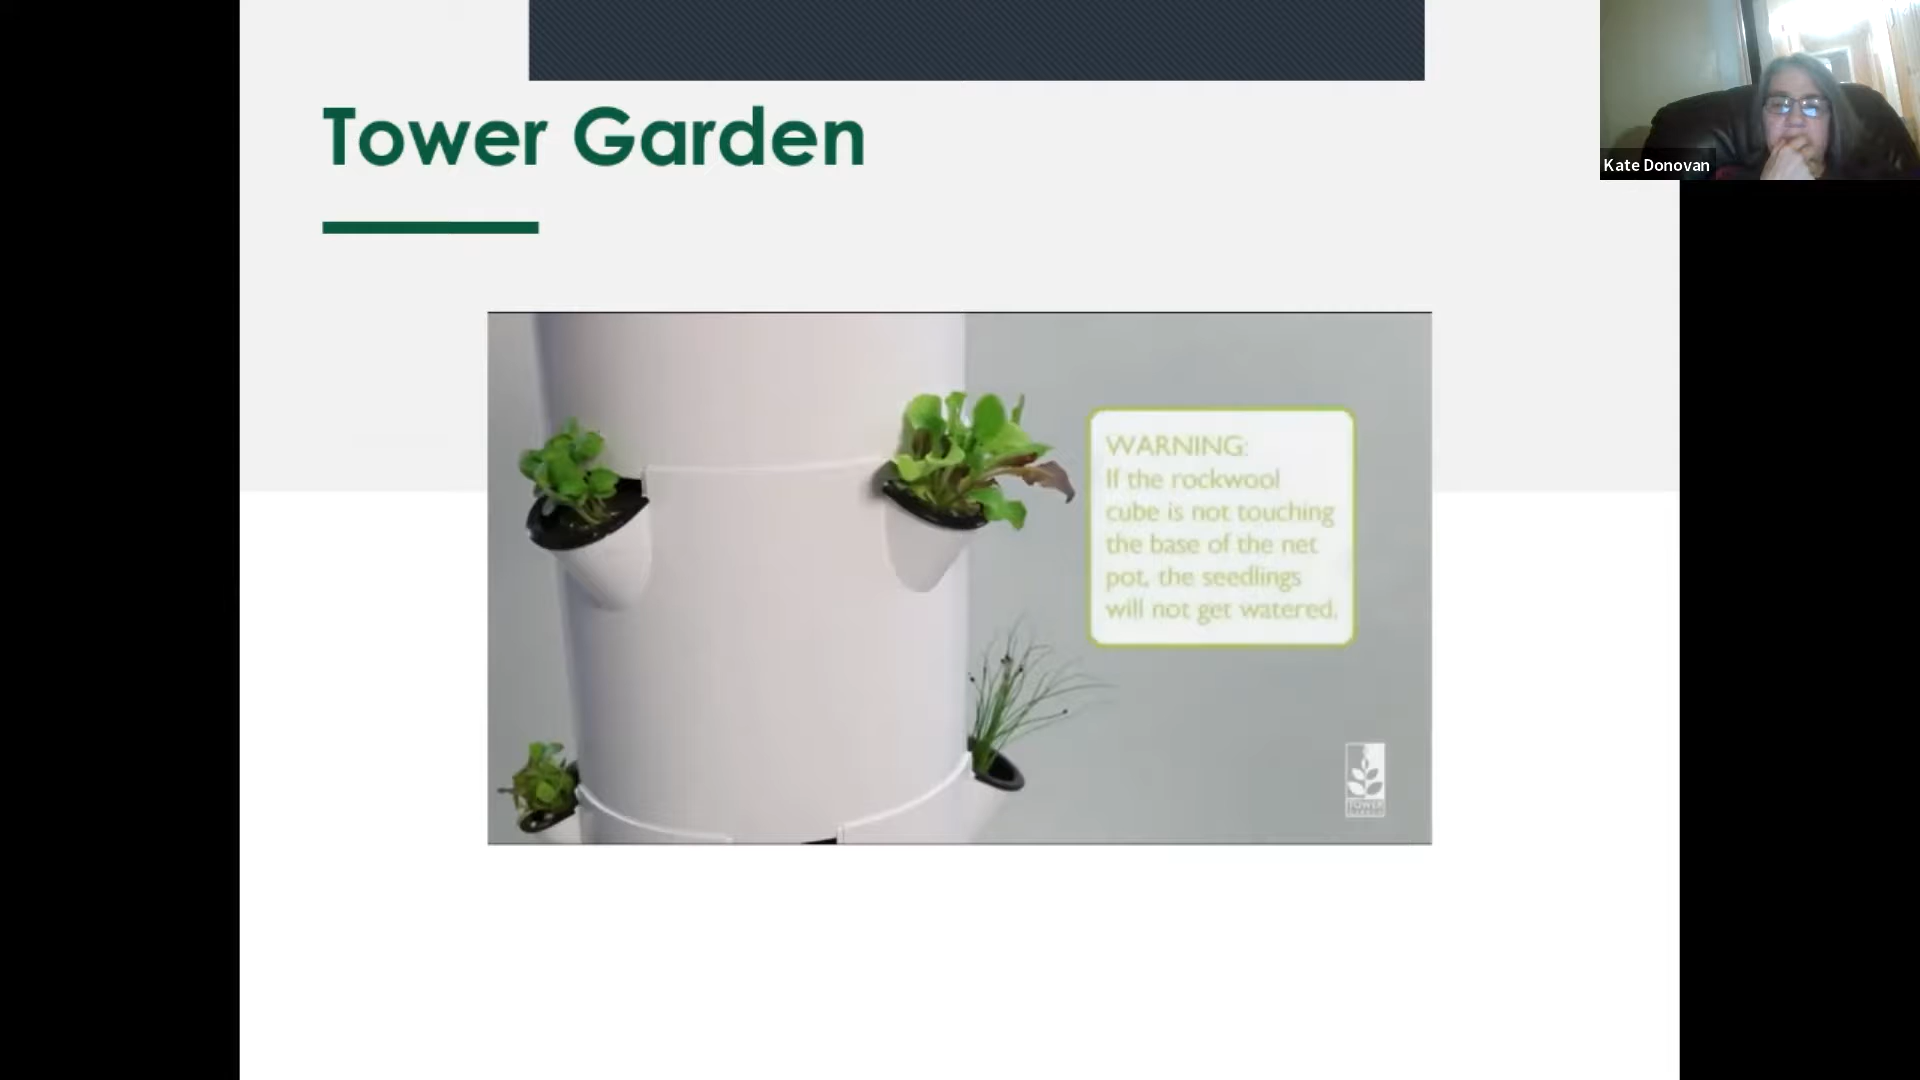 Tower Garden
Kate Donovan
WARNING:
If the rockwool
cube is not touching
the base of the net
pot, the seedlings
will not get watered.
TOWER